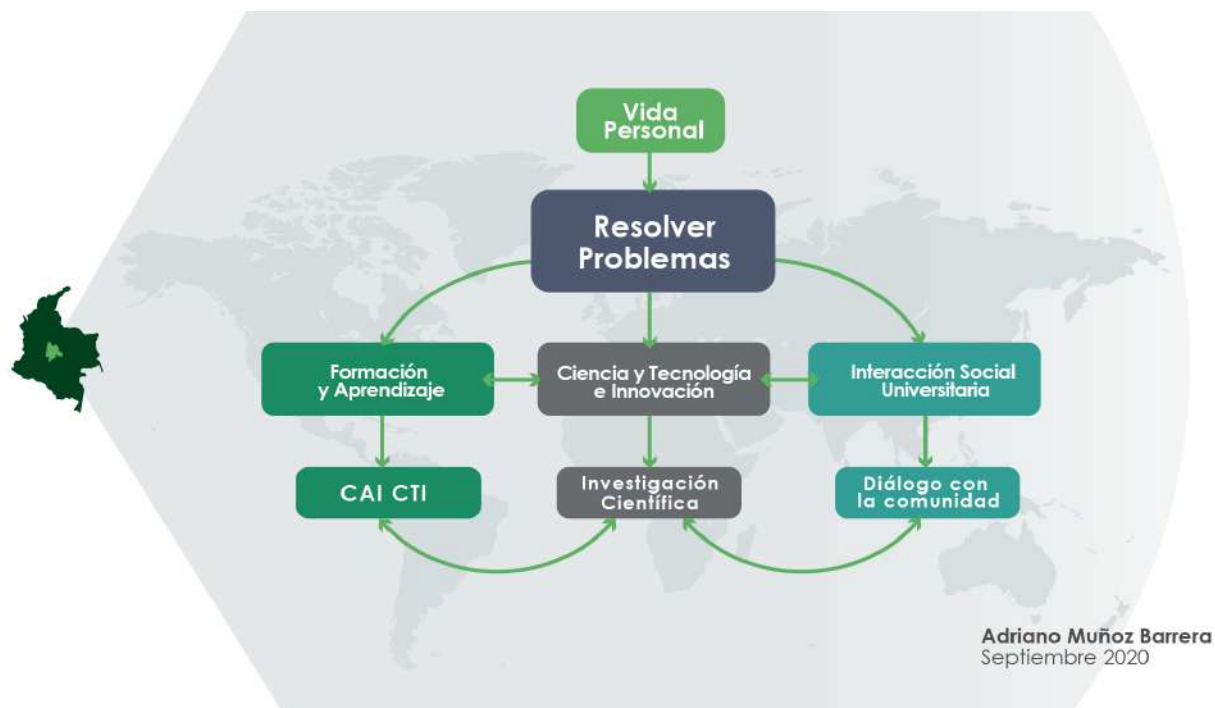 Vida
Personal
Resolver
Problemas
Formación
y Aprendizaje
Ciencia y Tecnología
e Innovación
Interacción Social
Universitaria
CAI CTI
Investigación
Científica
Diálogo con
la comunidad
Adriano Muñoz Barrera
Septiembre 2020